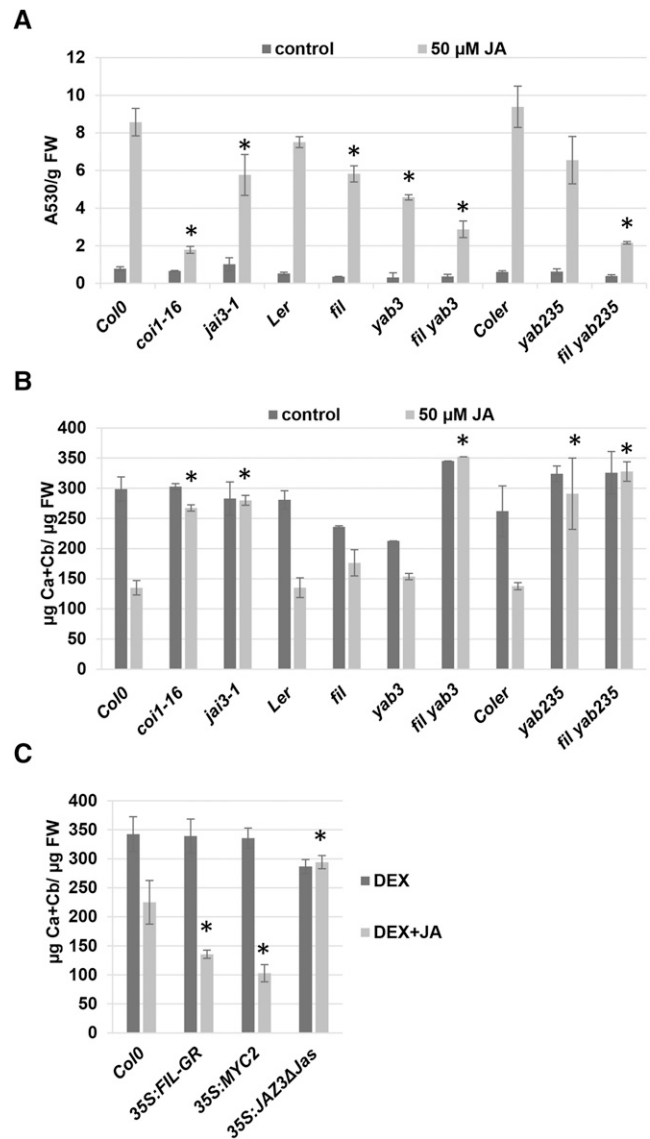 A
control 50 µM JA
A530/g FW
12
10
8
6
4
2
0
* * * * * *
Col0 coi1-16 jai3-1 Ler fil yab3 fil yab3 Coler yab235 fil yab235
B
control 50 µM JA
µg Ca+Cb/ µg FW
400
350
300
250
200
150
100
50
0
* * * * *
Col0 coi1-16 jai3-1 Ler fil yab3 fil yab3 Coler yab235 fil yab235
C
µg Ca+Cb/ µg FW
400
350
300
250
200
150
100
50
0
* * *
Col0 35S:FIL-GR 35S:MYC2 35S:JAZ3ΔJas
DEX
DEX+JA